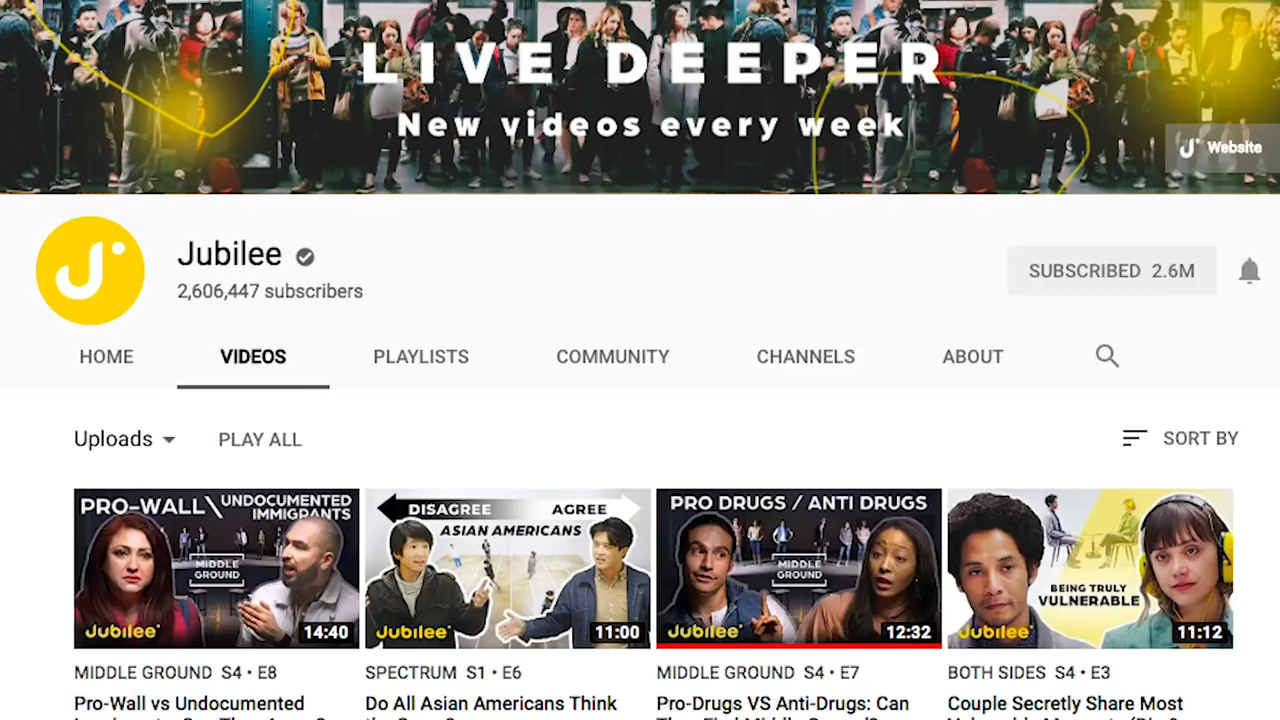 LIVE DEEPER
New videos every week
Website
Jubilee
2,606,447 subscribers
SUBSCRIBED 2.6M
HOME VIDEOS PLAYLISTS COMMUNITY CHANNELS ABOUT
Uploads PLAY ALL SORT BY
PRO-WALL \ UNDOCUMENTED
IMMIGRANTS
MIDDLE
GROUND
Jubilee
14:40
DISAGREE AGREE
ASIAN AMERICANS
Jubilee
11:00
PRO DRUGS / ANTI DRUGS
MIDDLE
GROUND
Jubilee
12:32
BEING TRULY
VULNERABLE
Jubilee
11:12
MIDDLE GROUND S4 • E8
Pro-Wall vs Undocumented
SPECTRUM S1 • E6
Do All Asian Americans Think
MIDDLE GROUND S4 • E7
Pro-Drugs VS Anti-Drugs: Can
BOTH SIDES S4 • E3
Couple Secretly Share Most